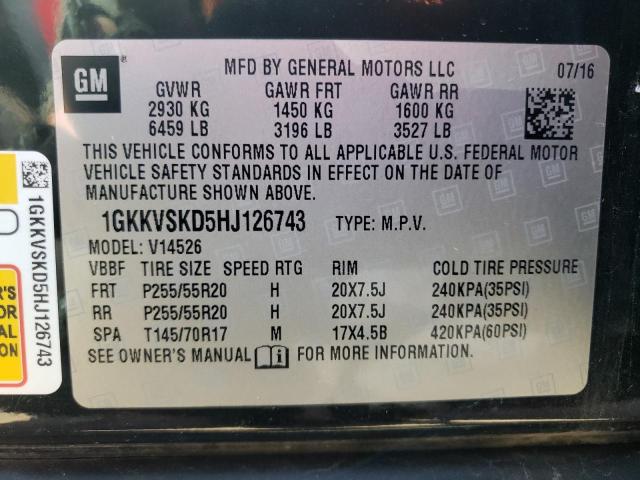 GM
MFD BY GENERAL MOTORS LLC 07/16
GVWR GAWR FRT GAWR RR
2930 KG 1450 KG 1600 KG
6459 LB 3196 LB 3527 LB
THIS VEHICLE CONFORMS TO ALL APPLICABLE U.S. FEDERAL MOTOR
VEHICLE SAFETY STANDARDS IN EFFECT ON THE DATE OF
MANUFACTURE SHOWN ABOVE.
1GKKVSKD5HJ126743 TYPE: M.P.V.
MODEL: V14526
VBBF TIRE SIZE SPEED RTG RIM COLD TIRE PRESSURE
FRT P255/55R20 H 20X7.5J 240KPA(35PSI)
RR P255/55R20 H 20X7.5J 240KPA(35PSI)
SPA T145/70R17 M 17X4.5B 420KPA(60PSI)
SEE OWNER'S MANUAL FOR MORE INFORMATION.
1GKKVSKD5HJ126743